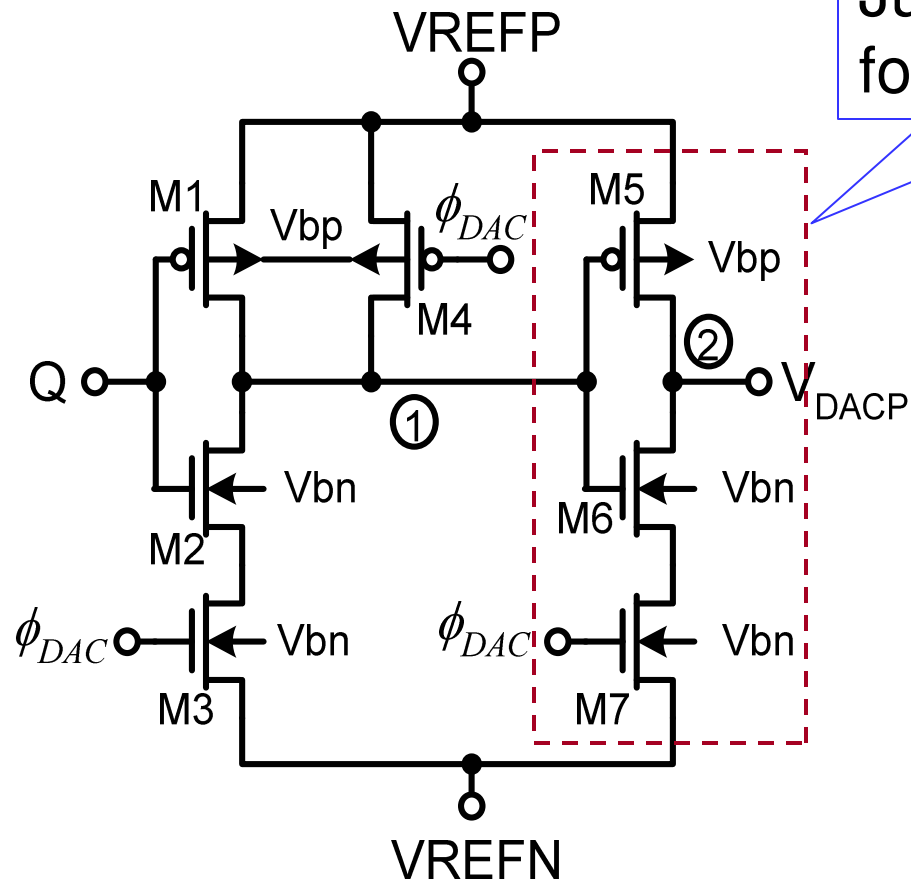 VREFP
fo
M1
Vbp
ϕDAC
M4
M5
Vbp
Q
1
2
VDACP
M2
Vbn
M6
Vbn
ϕDAC
M3
Vbn
ϕDAC
M7
Vbn
VREFN